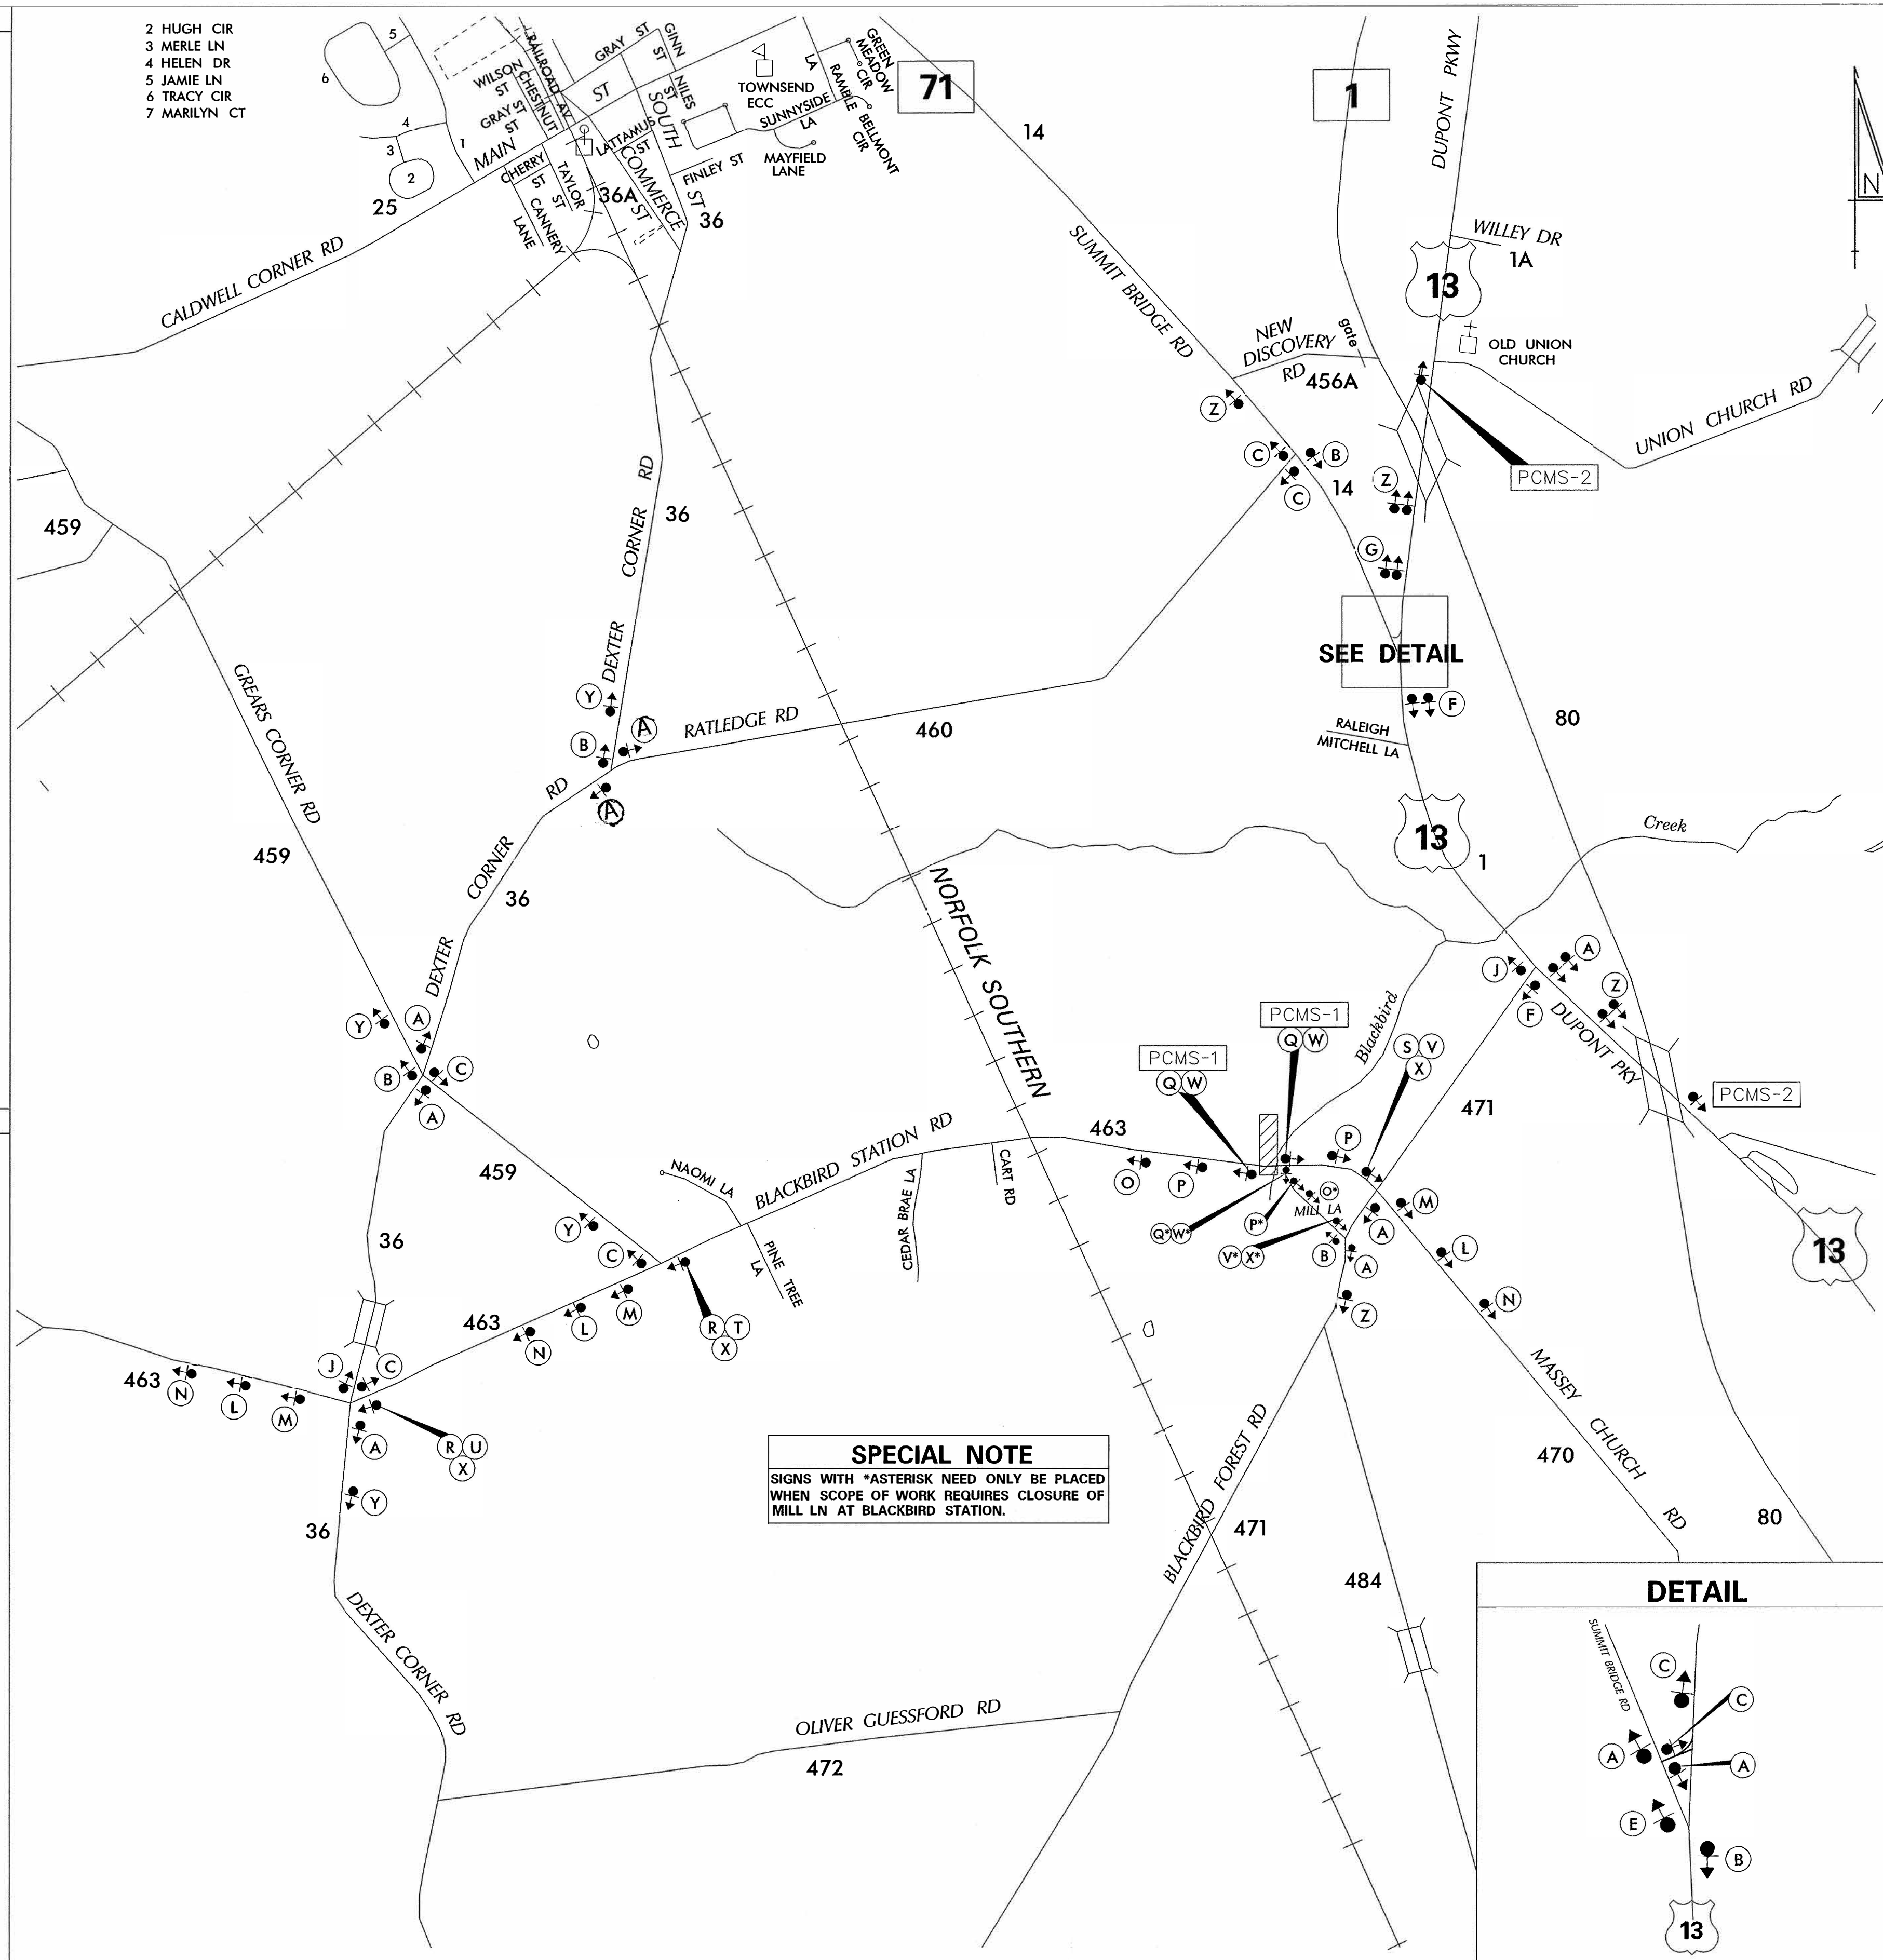 2 HUGH CIR
3 MERLE LN
4 HELEN DR
5 JAMIE LN
6 TRACY CIR
7 MARILYN CT
5
6
4
3
2
1
25
CALDWELL CORNER RD
MAIN
ST
WILSON
ST
CHESTNUT
RAILROAD AV
GRAY ST
GRAY ST
GINN
ST
NILES
ST
SOUTH
ST
LATTAMUS
ST
COMMERCE
ST
CHERRY
ST
TAYLOR
ST
CANNERY
LANE
36A
36
FINLEY ST
TOWNSEND
ECC
SUNNYSIDE
LA
MAYFIELD
LANE
RAMBLE
LA
GREEN
MEADOW
CIR
BELLMONT
CIR
71
14
1
DUPONT PKWY
N
WILLEY DR
1A
13
SUMMIT BRIDGE RD
NEW
DISCOVERY
RD
gate
456A
OLD UNION
CHURCH
UNION CHURCH RD
PCMS-2
Z
C
B
C
14
Z
G
459
DEXTER CORNER RD
36
SEE DETAIL
F
RALEIGH
MITCHELL LA
80
GREARS CORNER RD
459
Y
B
A
A
RATLEDGE RD
460
DEXTER CORNER RD
36
13
1
Creek
NORFOLK SOUTHERN
Blackbird
J
A
F
Z
DUPONT PKY
PCMS-2
Y
A
B
C
A
PCMS-1
Q W
PCMS-1
Q W
S V
X
471
463
O
P
P
Q* W*
P*
O*
MILL LA
V* X*
B
A
A
Z
M
L
N
13
459
NAOMI LA
BLACKBIRD STATION RD
CEDAR BRAE LA
CART RD
PINE TREE
LA
36
Y
C
M
L
N
463
R T
X
463
N
L
M
J
C
A
R U
X
Y
36
SPECIAL NOTE
SIGNS WITH *ASTERISK NEED ONLY BE PLACED
WHEN SCOPE OF WORK REQUIRES CLOSURE OF
MILL LN AT BLACKBIRD STATION.
BLACKBIRD FOREST RD
471
484
MASSEY CHURCH RD
470
80
DEXTER CORNER RD
OLIVER GUESSFORD RD
472
DETAIL
SUMMIT BRIDGE RD
C
C
A
A
E
B
13